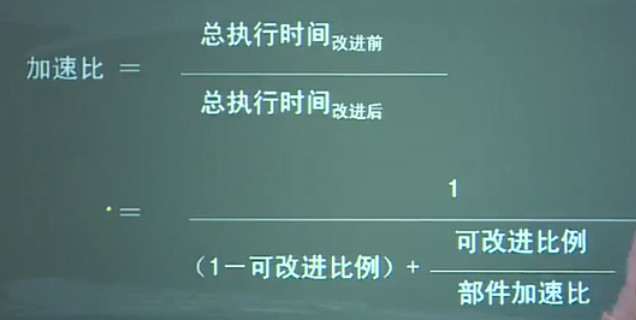 总执行时间改进前
加速比 =
总执行时间改进后
1
=
(1-可改进比例) +
可改进比例
部件加速比